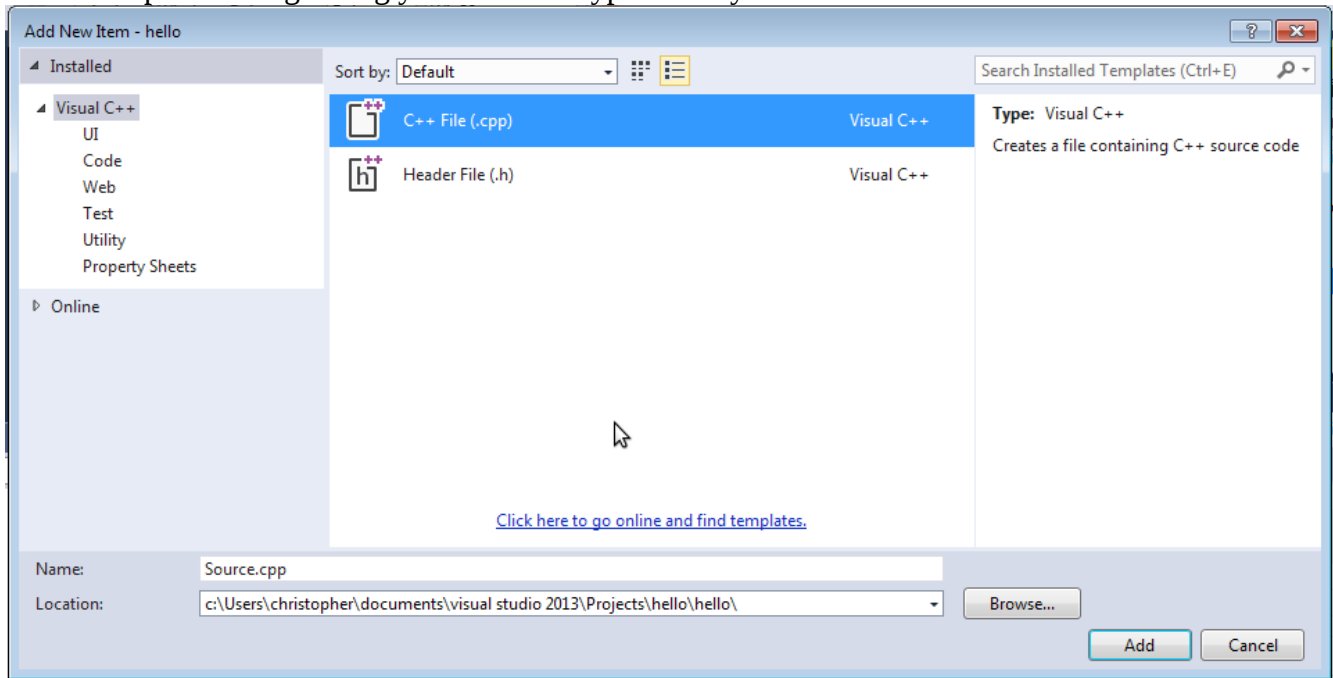 Add New Item - hello
Installed
Sort by: Default
Search Installed Templates (Ctrl+E)
Visual C++
UI
Code
Web
Test
Utility
Property Sheets
Online
C++ File (.cpp) Visual C++
Header File (.h) Visual C++
Type: Visual C++
Creates a file containing C++ source code
Click here to go online and find templates.
Name: Source.cpp
Location: c:\Users\christopher\documents\visual studio 2013\Projects\hello\hello\
Browse...
Add Cancel